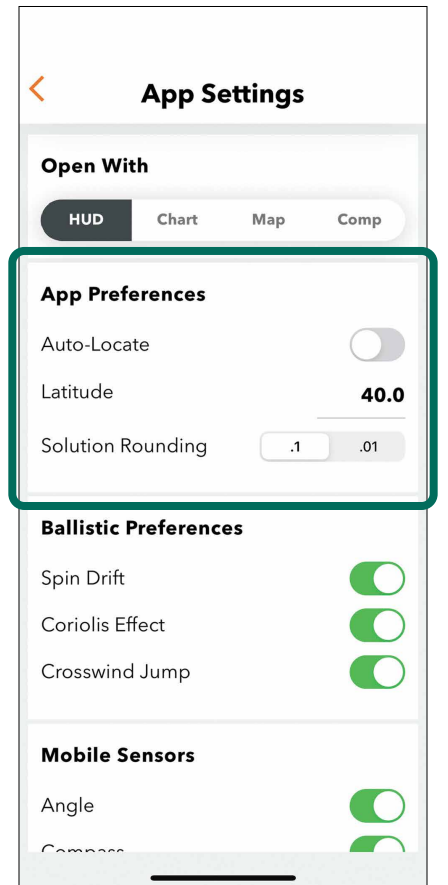 App Settings
Open With
HUD Chart Map Comp
App Preferences
Auto-Locate
Latitude 40.0
Solution Rounding .1 .01
Ballistic Preferences
Spin Drift
Coriolis Effect
Crosswind Jump
Mobile Sensors
Angle
Compass